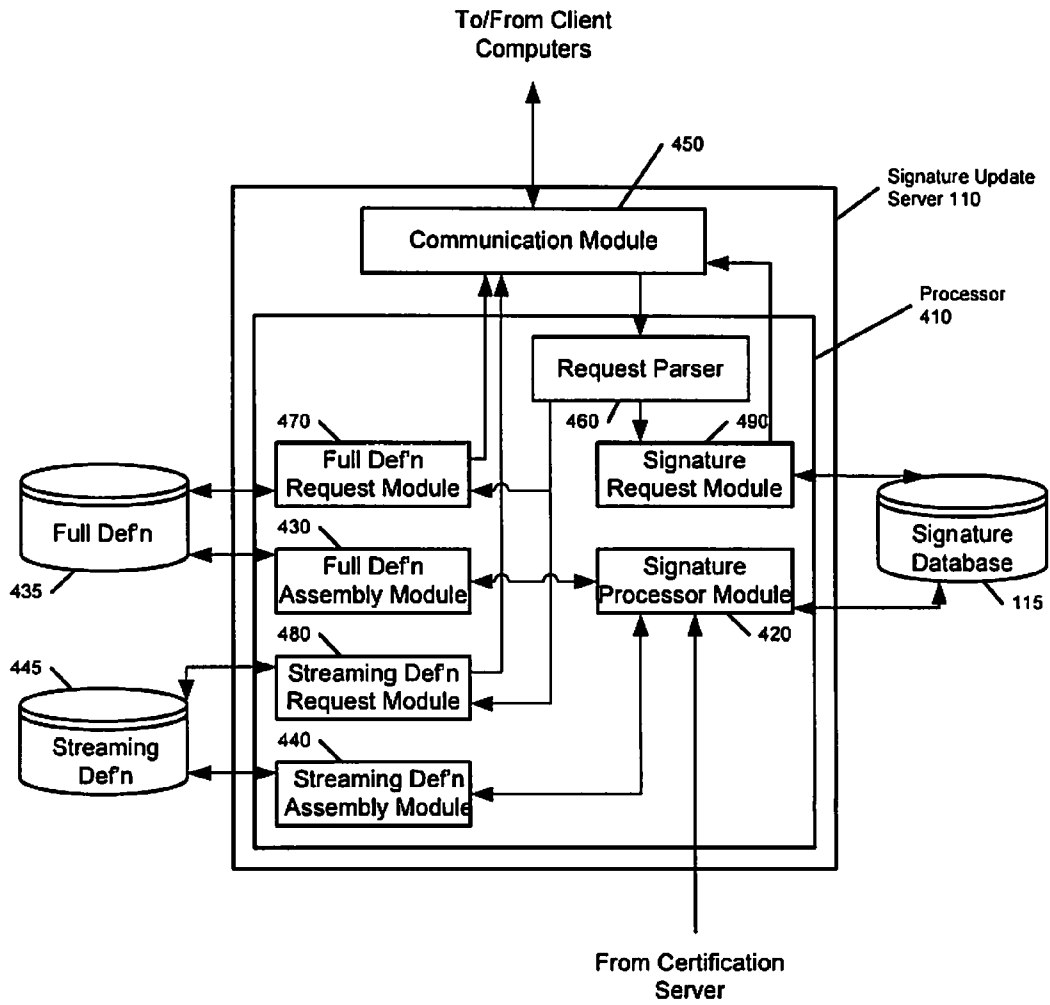 To/From Client
Computers
450
Signature Update
Server 110
Communication Module
Processor
410
Request Parser
460
470
490
Full Def'n
Request Module
Signature
Request Module
Full Def'n
435
Signature
Database
115
430
Full Def'n
Assembly Module
Signature
Processor Module
420
480
Streaming Def'n
Request Module
445
Streaming
Def'n
440
Streaming Def'n
Assembly Module
From Certification
Server